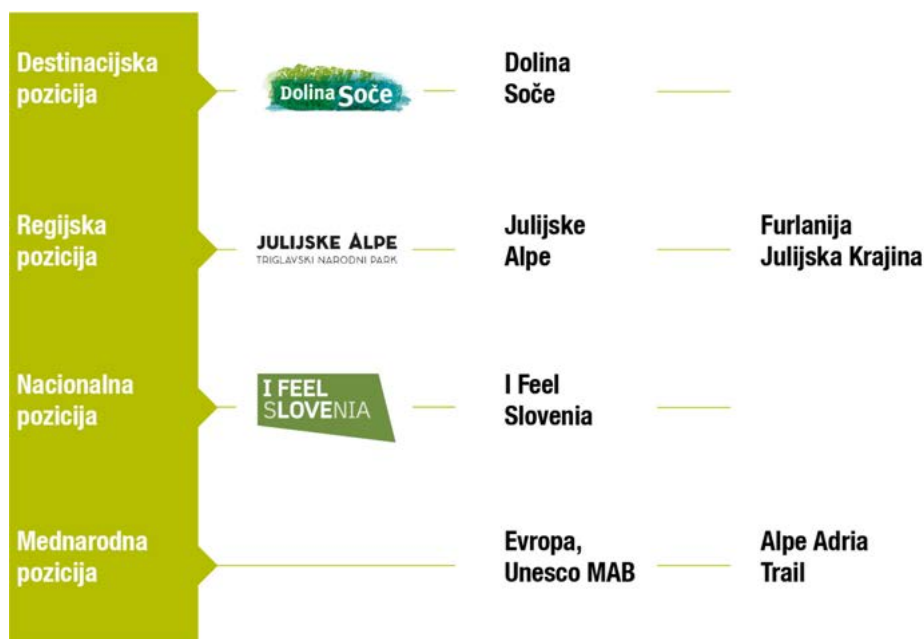 Destinacijska
pozicija
Dolina Soče
Dolina
Soče
Regijska
pozicija
JULIJSKE ALPE
TRIGLAVSKI NARODNI PARK
Julijske
Alpe
Furlanija
Julijska Krajina
Nacionalna
pozicija
I FEEL
SLOVENIA
I Feel
Slovenia
Mednarodna
pozicija
Evropa,
Unesco MAB
Alpe Adria
Trail